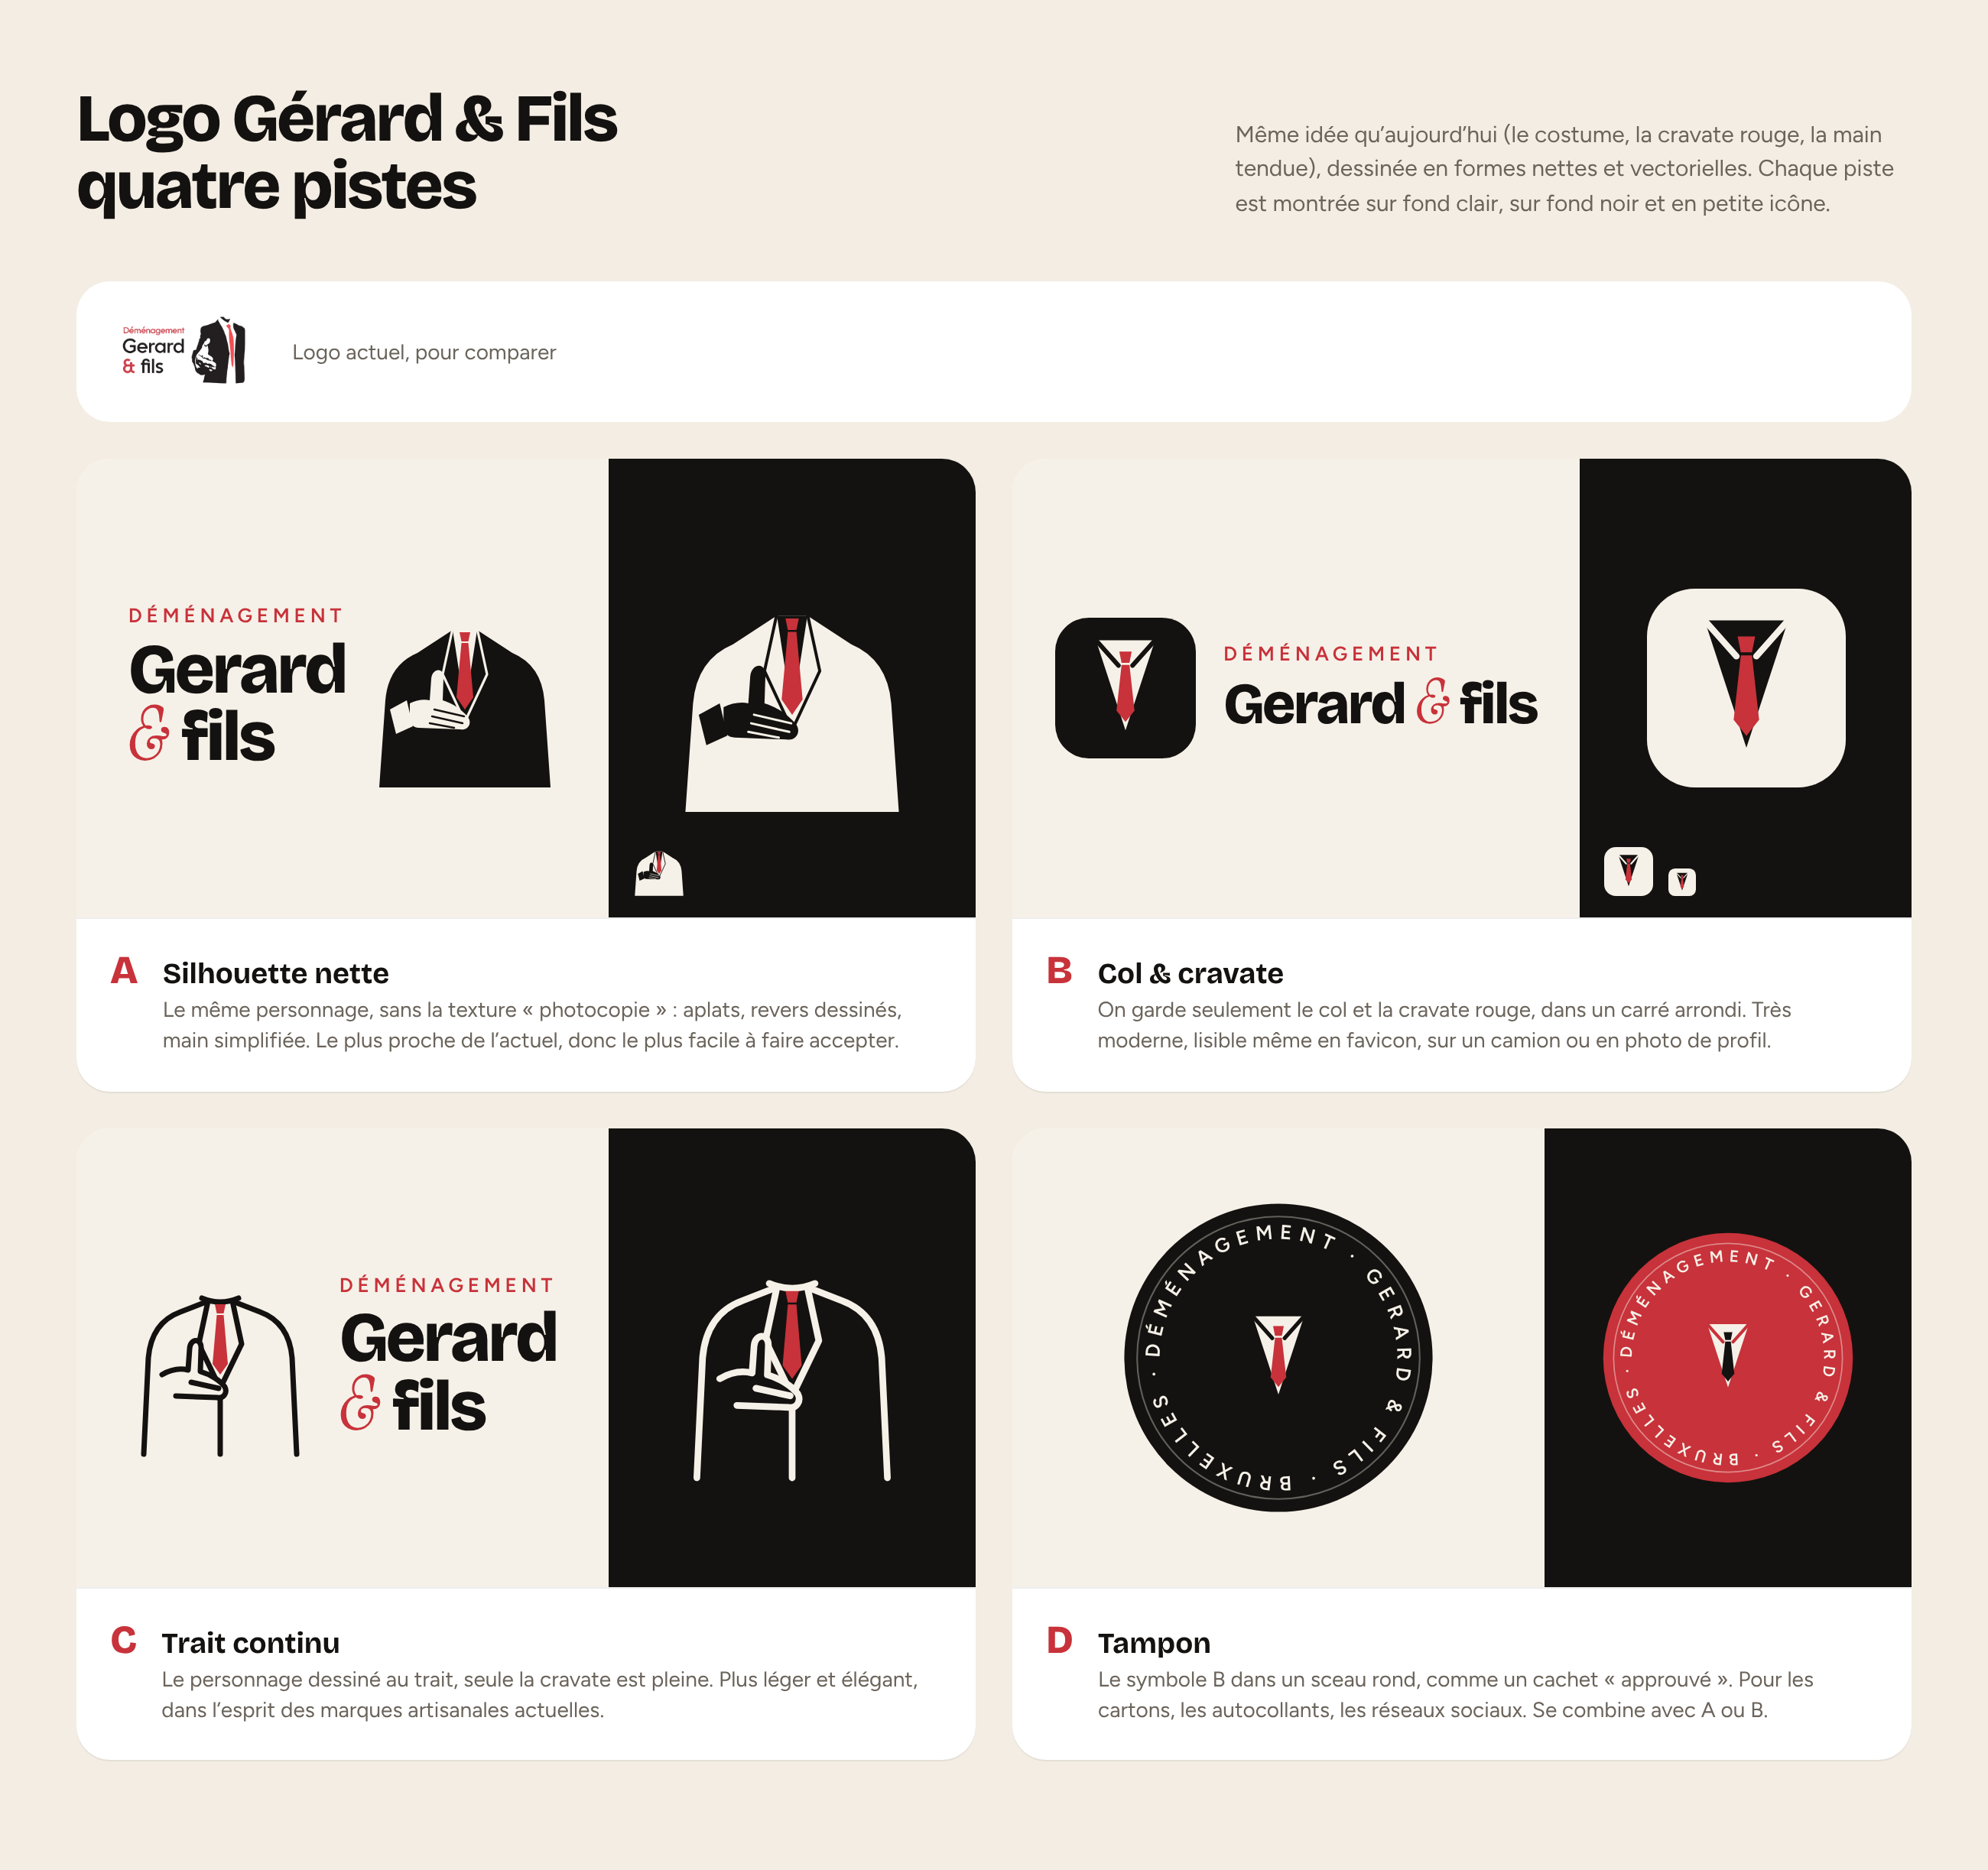 Logo Gérard & Fils
quatre pistes
Même idée qu’aujourd’hui (le costume, la cravate rouge, la main
tendue), dessinée en formes nettes et vectorielles. Chaque piste
est montrée sur fond clair, sur fond noir et en petite icône.
Déménagement
Gerard
& fils
Logo actuel, pour comparer
DÉMÉNAGEMENT
Gerard
& fils
DÉMÉNAGEMENT
Gerard & fils
A Silhouette nette
Le même personnage, sans la texture « photocopie » : aplats, revers dessinés,
main simplifiée. Le plus proche de l’actuel, donc le plus facile à faire accepter.
B Col & cravate
On garde seulement le col et la cravate rouge, dans un carré arrondi. Très
moderne, lisible même en favicon, sur un camion ou en photo de profil.
DÉMÉNAGEMENT
Gerard
& fils
DÉMÉNAGEMENT · GERARD & FILS · BRUXELLES ·
DÉMÉNAGEMENT · GERARD & FILS · BRUXELLES ·
C Trait continu
Le personnage dessiné au trait, seule la cravate est pleine. Plus léger et élégant,
dans l’esprit des marques artisanales actuelles.
D Tampon
Le symbole B dans un sceau rond, comme un cachet « approuvé ». Pour les
cartons, les autocollants, les réseaux sociaux. Se combine avec A ou B.